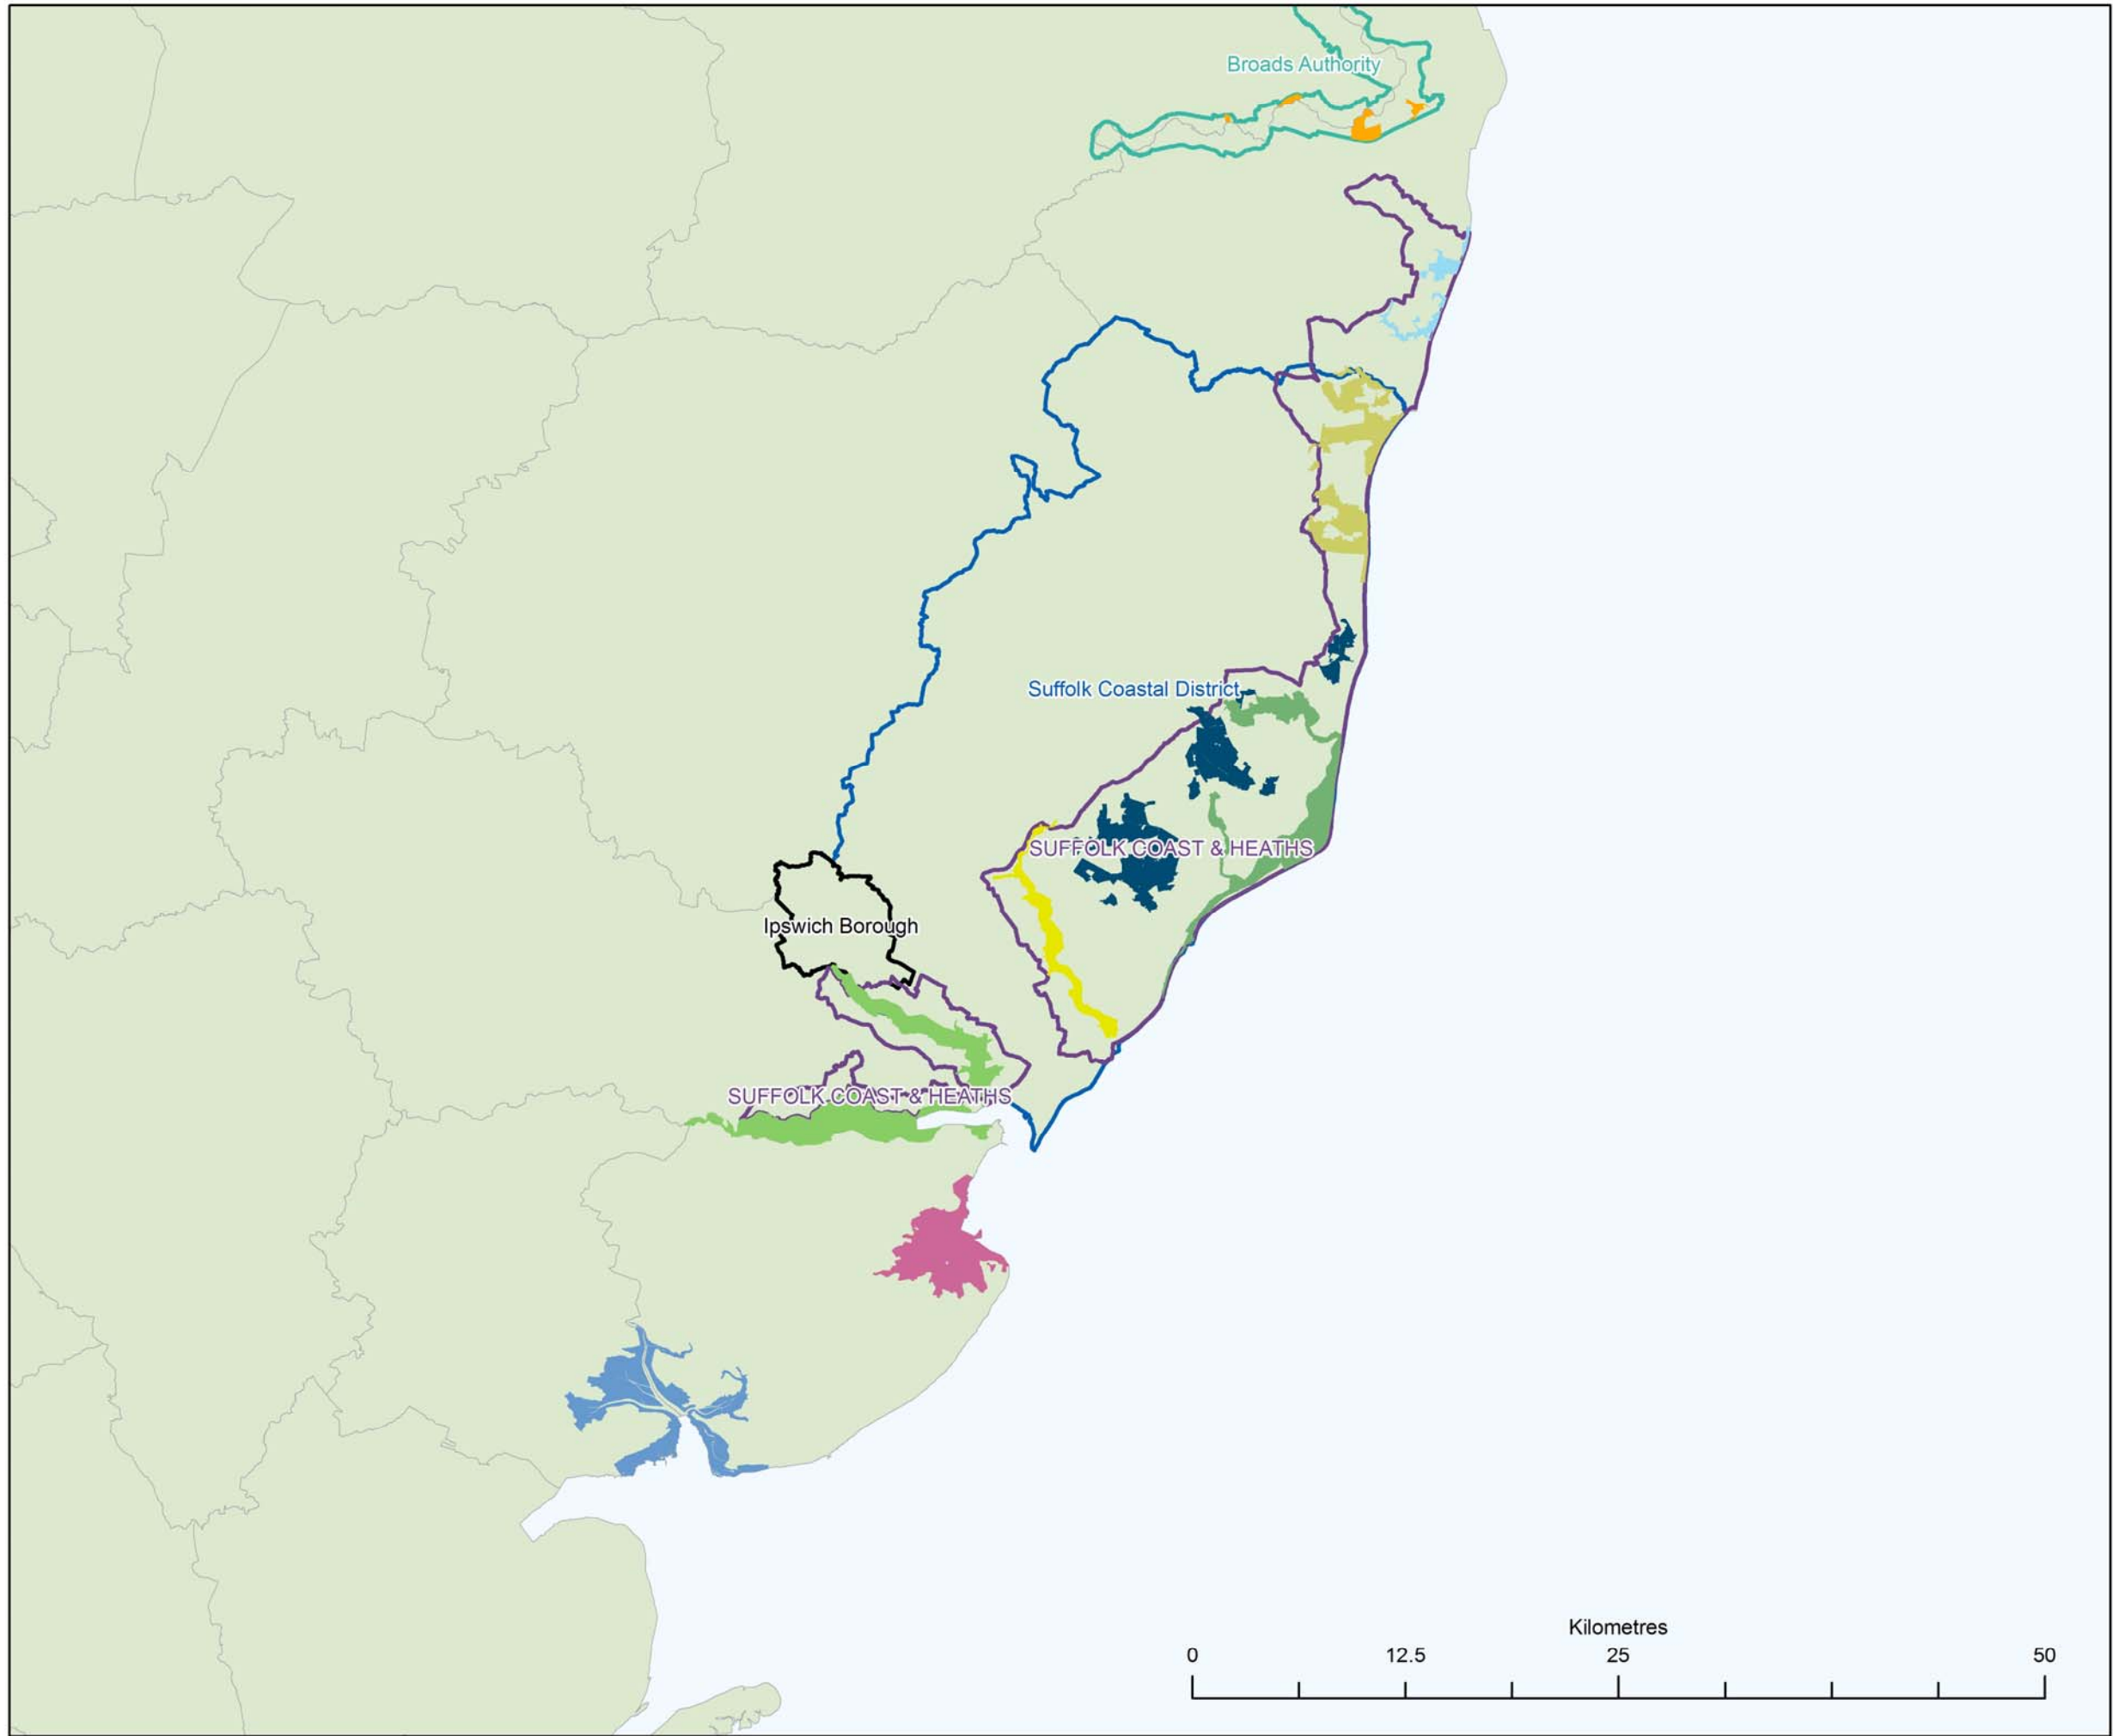 Broads Authority
Suffolk Coastal District
SUFFOLK COAST & HEATHS
Ipswich Borough
SUFFOLK COAST & HEATHS
Kilometres
0 12.5 25 50